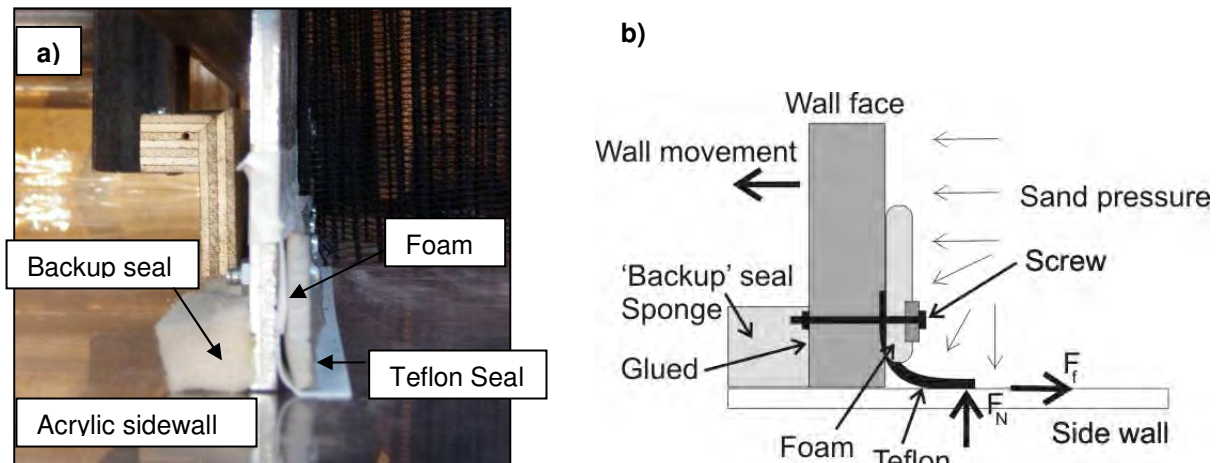 a)
Foam
Backup seal
Teflon Seal
Acrylic sidewall
b)
Wall face
Wall movement
Sand pressure
'Backup' seal
Sponge
Screw
Glued
F_f
F_N
Side wall
Foam
Teflon